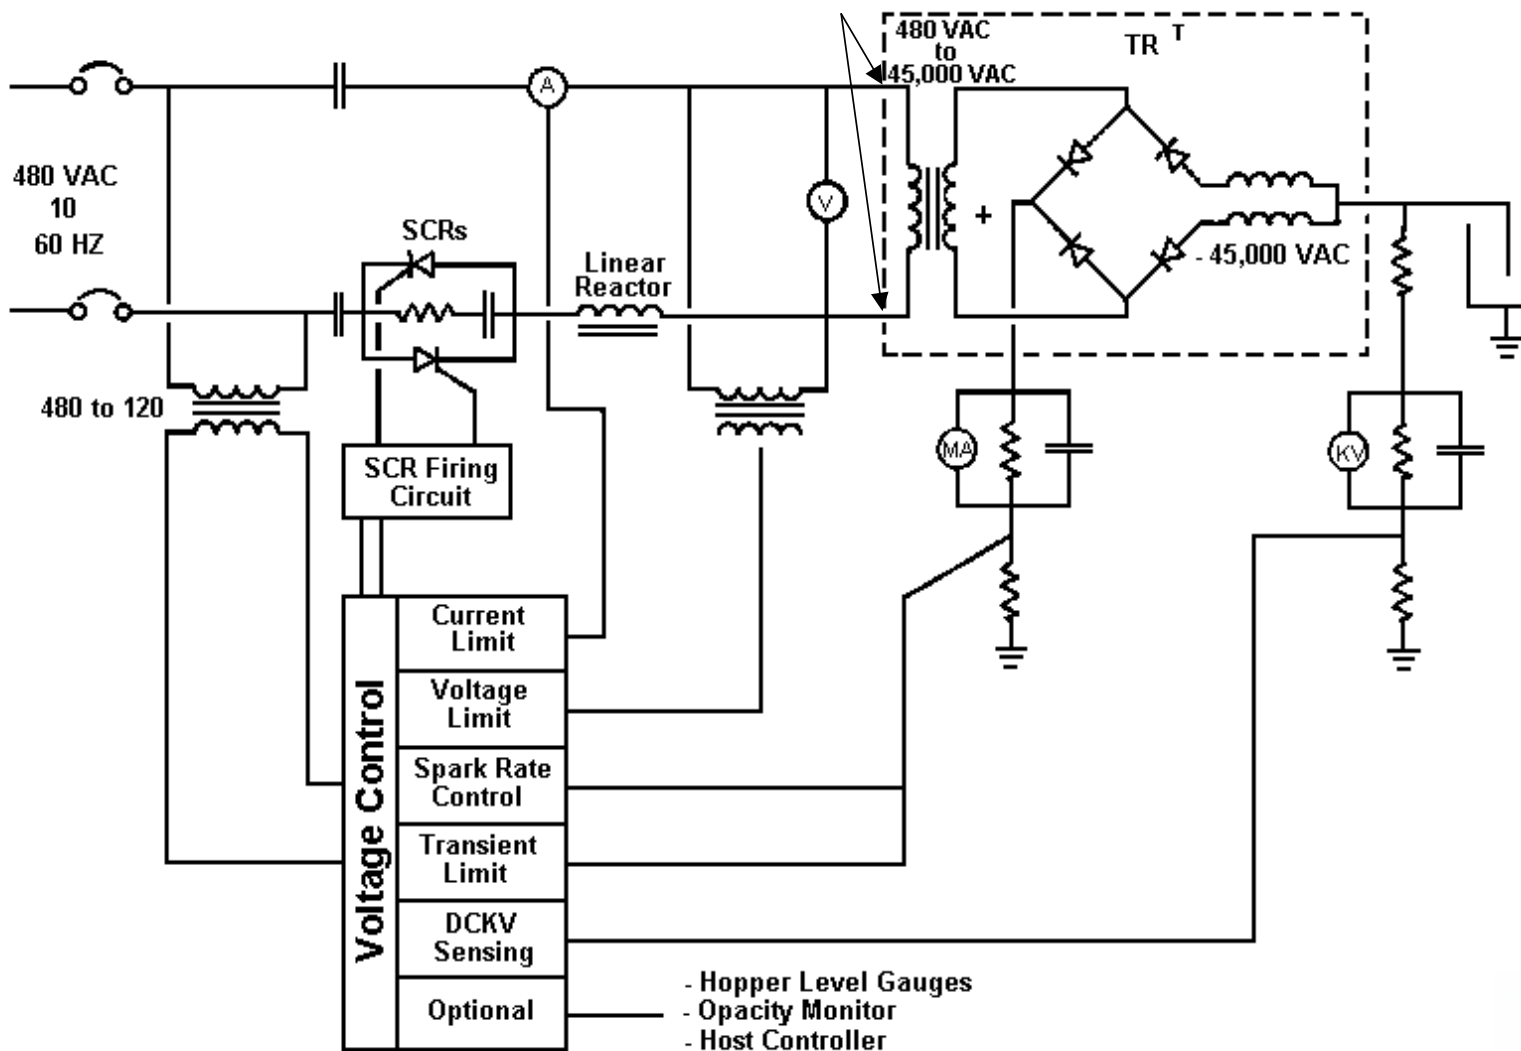 480 VAC
to
45,000 VAC
TR T
A
480 VAC
10
60 HZ
V
+
SCRs
Linear
Reactor
- 45,000 VAC
480 to 120
SCR Firing
Circuit
MA
KV
Voltage Control
Current
Limit
Voltage
Limit
Spark Rate
Control
Transient
Limit
DCKV
Sensing
Optional
- Hopper Level Gauges
- Opacity Monitor
- Host Controller